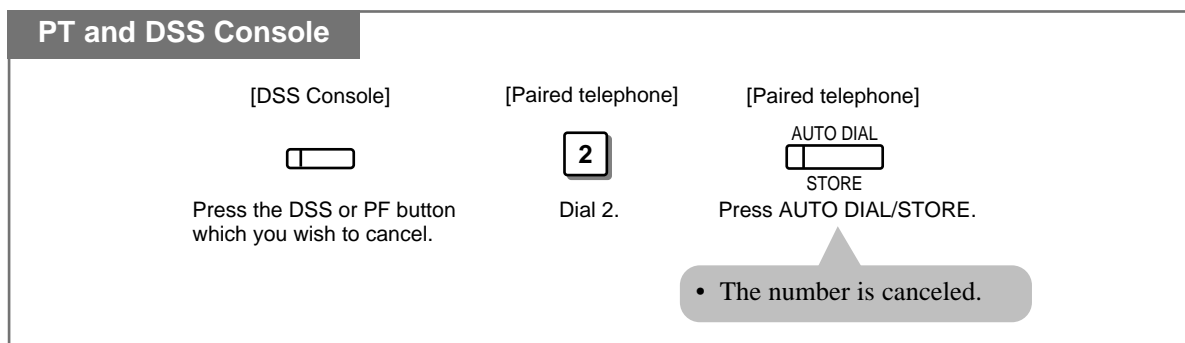 PT and DSS Console
[DSS Console]
[Paired telephone]
[Paired telephone]
2
AUTO DIAL
STORE
Press the DSS or PF button
which you wish to cancel.
Dial 2.
Press AUTO DIAL/STORE.
• The number is canceled.